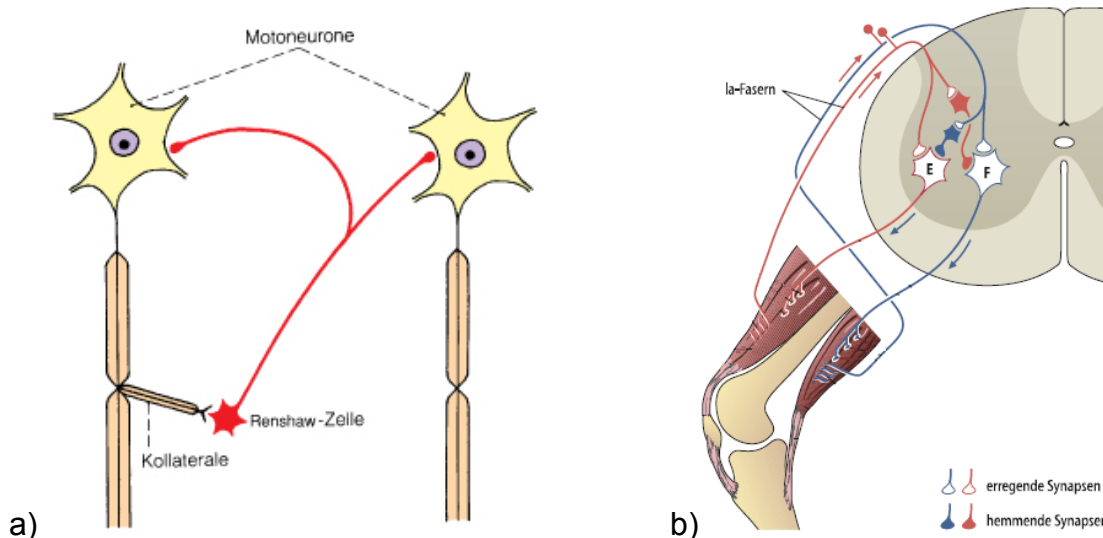 Motoneurone
Renshaw-Zelle
Kollaterale
a)
Ia-Fasern
E
F
erregende Synapsen
hemmende Synapsen
b)